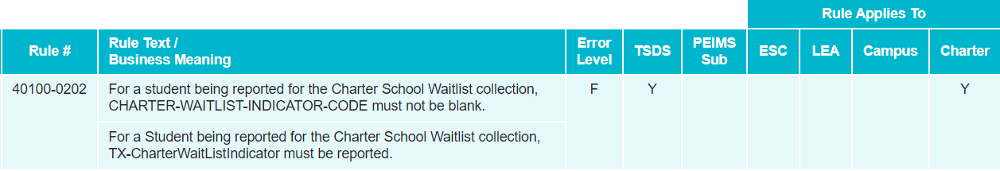 Rule Applies To
Rule #
Rule Text /
Business Meaning
Error
Level
TSDS
PEIMS
Sub
ESC
LEA
Campus
Charter
40100-0202
For a student being reported for the Charter School Waitlist collection,
CHARTER-WAITLIST-INDICATOR-CODE must not be blank.
F
Y
Y
For a Student being reported for the Charter School Waitlist collection,
TX-CharterWaitListIndicator must be reported.